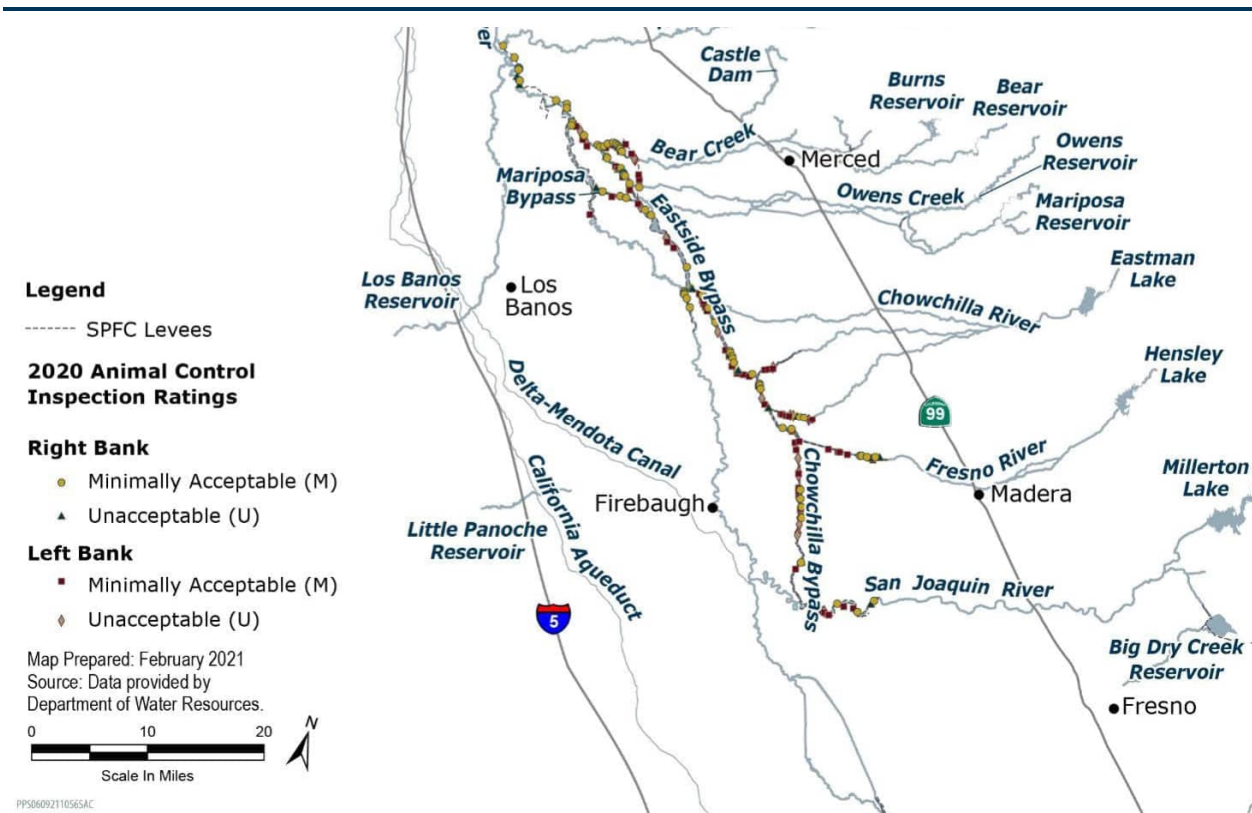 er
Castle
Dam
Burns
Reservoir
Bear
Reservoir
Owens
Reservoir
Bear Creek
Merced
Mariposa
Bypass
Owens Creek
Mariposa
Reservoir
Eastside Bypass
Eastman
Lake
Los Banos
Reservoir
Los
Banos
Chowchilla River
Hensley
Lake
Legend
SPFC Levees
2020 Animal Control
Inspection Ratings
Right Bank
Minimally Acceptable (M)
Unacceptable (U)
Left Bank
Minimally Acceptable (M)
Unacceptable (U)
Map Prepared: February 2021
Source: Data provided by
Department of Water Resources.
0 10 20
Scale In Miles
N
Delta-Mendota Canal
California Aqueduct
99
Fresno River
Madera
Millerton
Lake
Firebaugh
Chowchilla Bypass
Little Panoche
Reservoir
5
San Joaquin River
Big Dry Creek
Reservoir
Fresno
PPS0609211056SAC